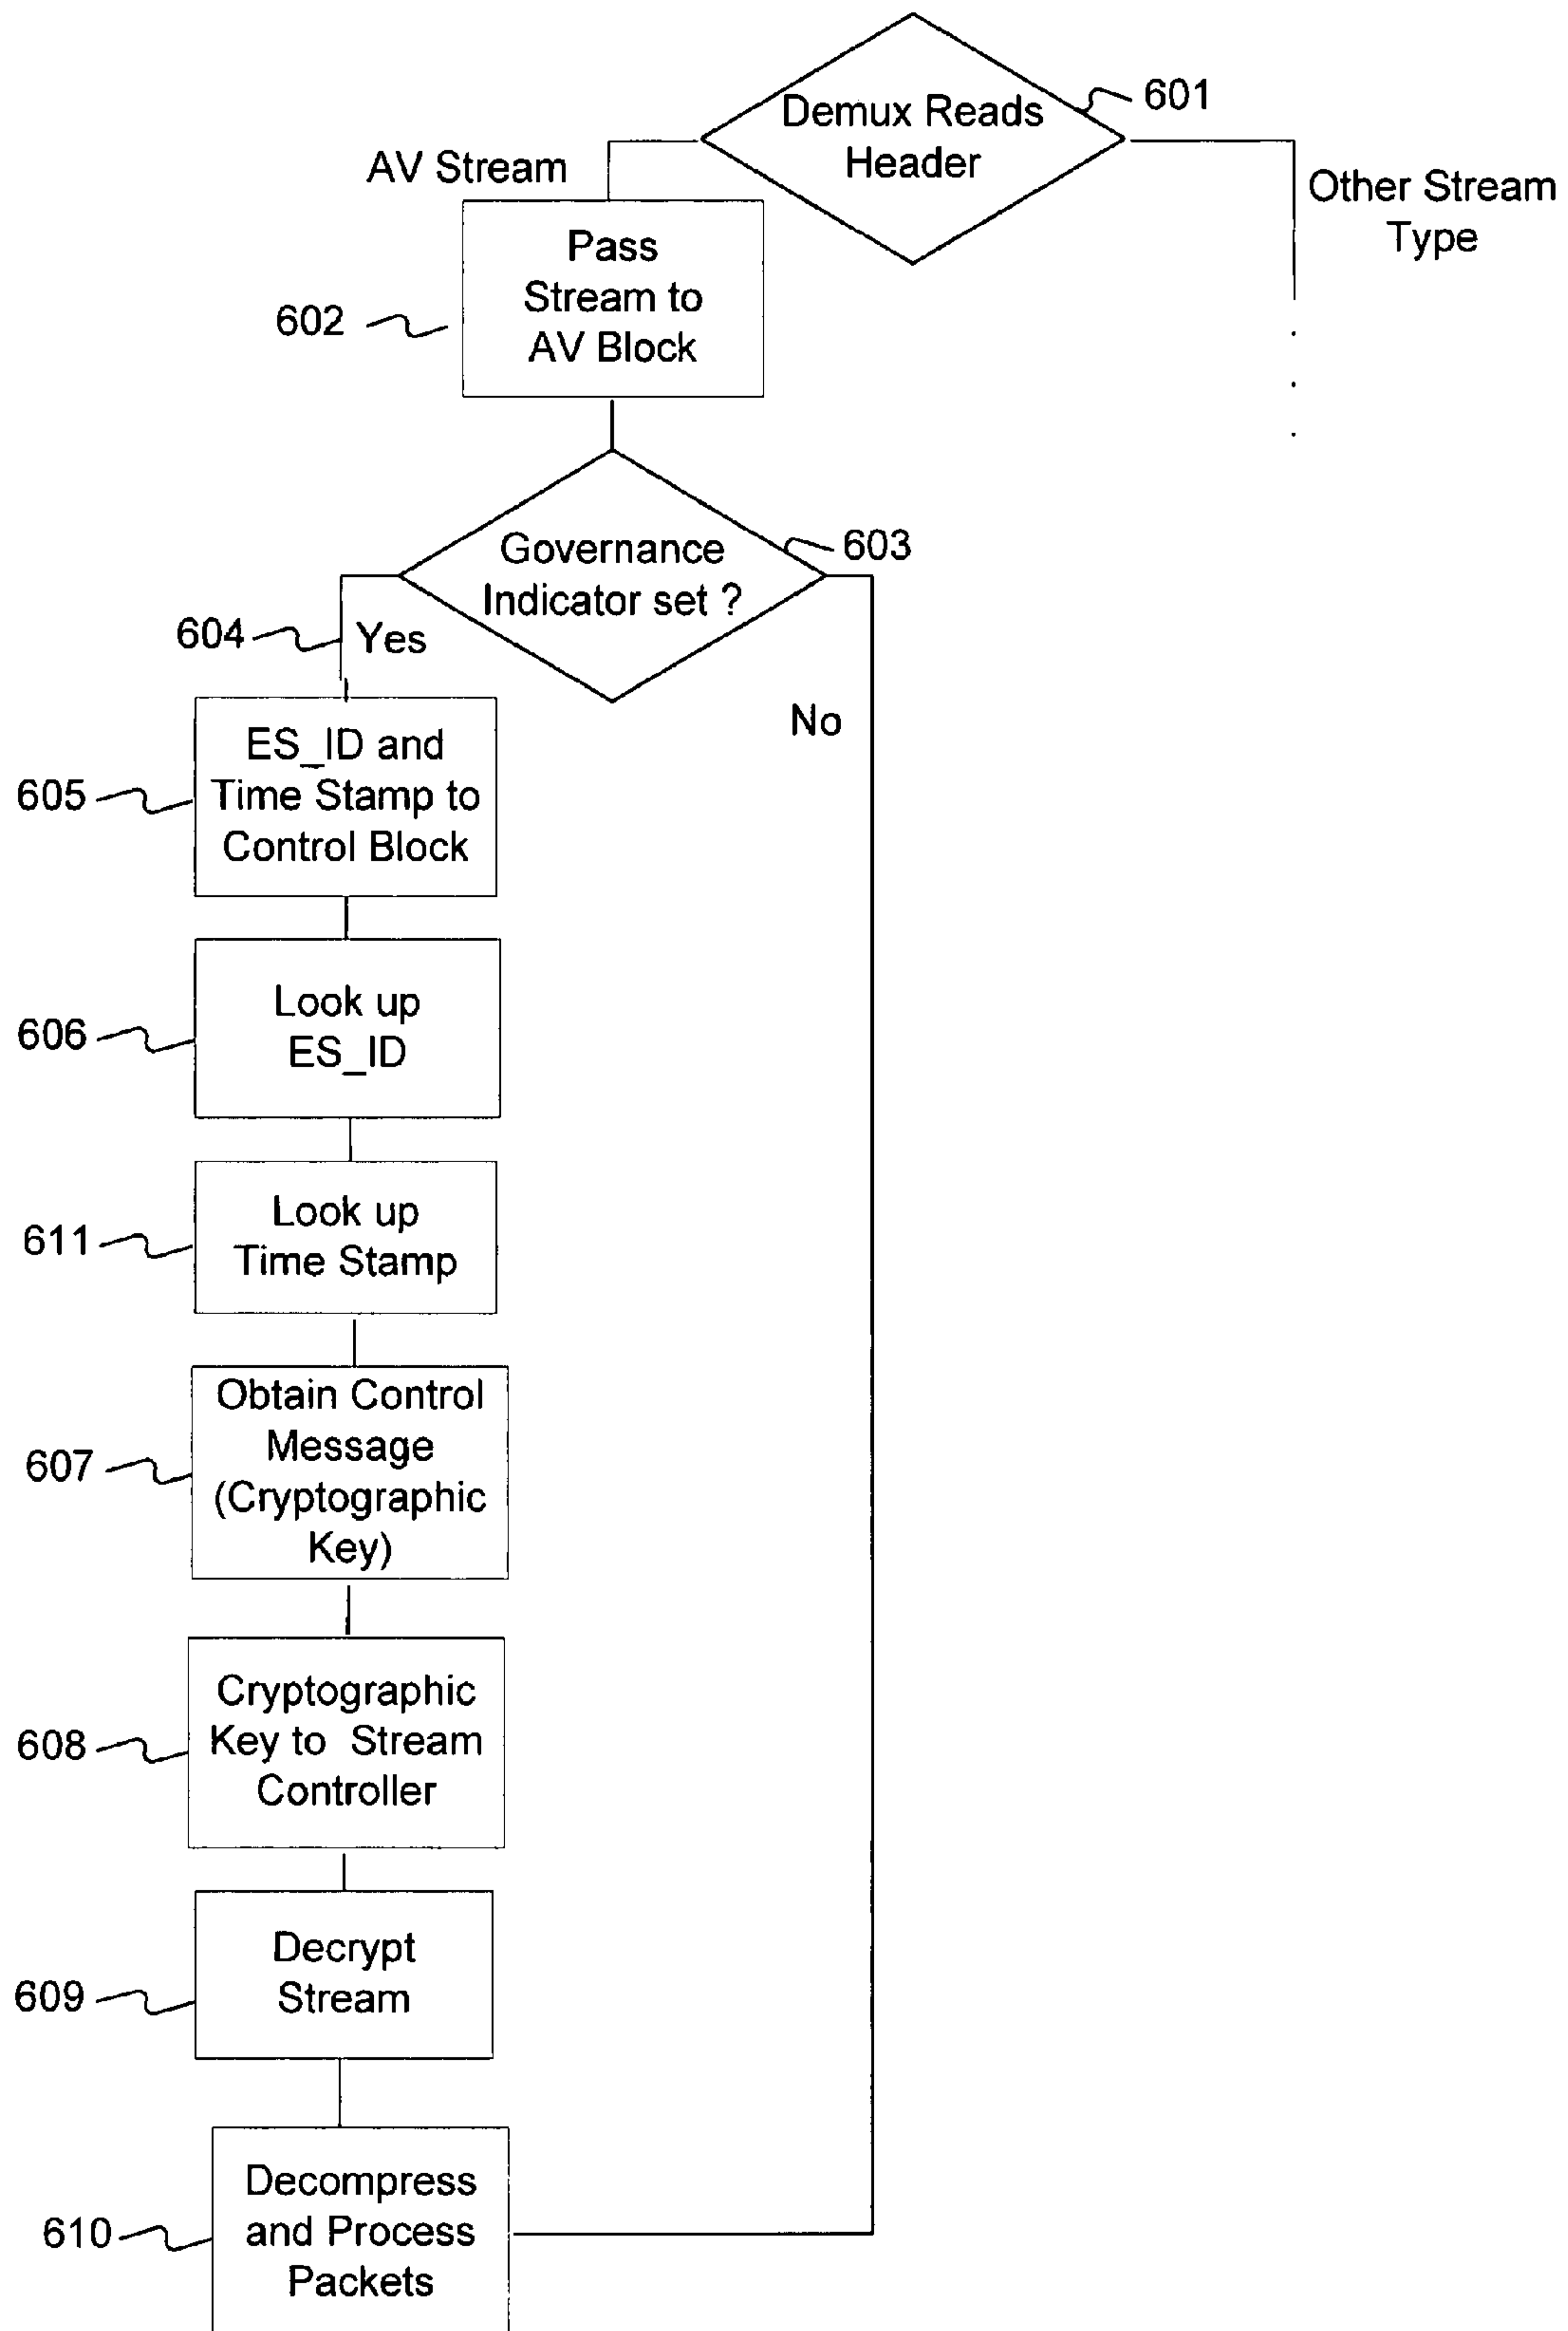 Demux Reads
Header
601
AV Stream
Other Stream
Type
Pass
Stream to
AV Block
602
Governance
Indicator set ?
603
604
Yes
No
ES_ID and
Time Stamp to
Control Block
605
Look up
ES_ID
606
Look up
Time Stamp
611
Obtain Control
Message
(Cryptographic
Key)
607
Cryptographic
Key to Stream
Controller
608
Decrypt
Stream
609
Decompress
and Process
Packets
610